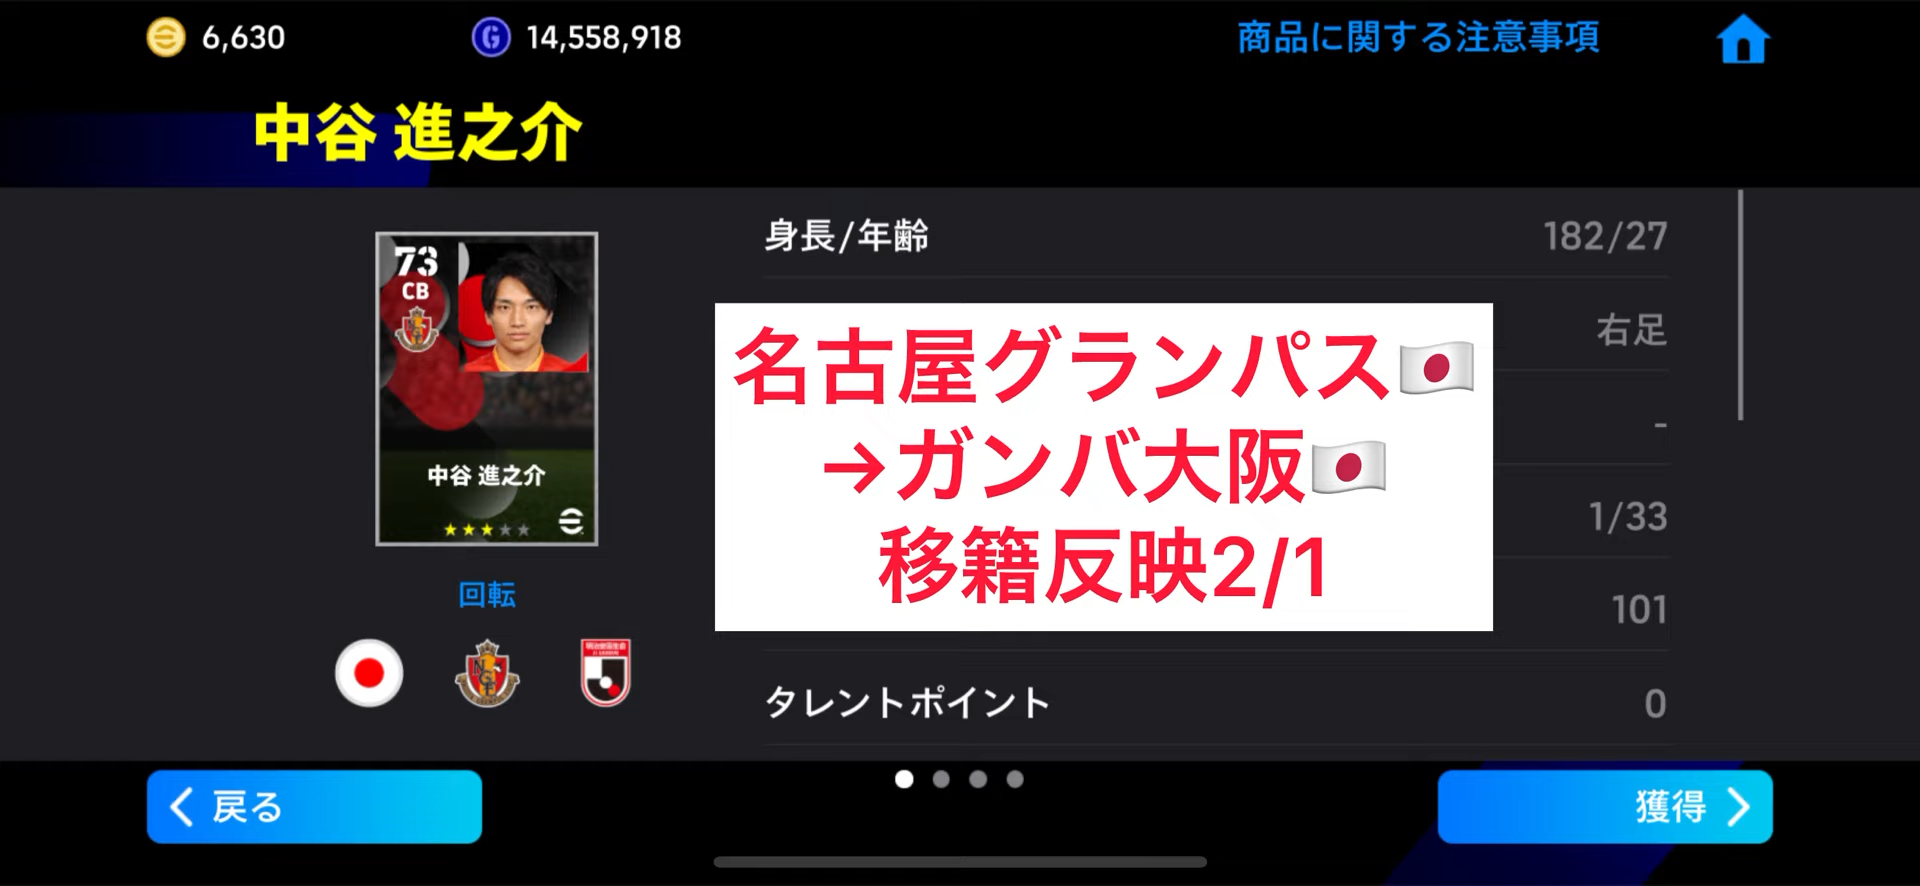 6,630
14,558,918
商品に関する注意事項
中谷 進之介
73
CB
中谷 進之介
回転
身長/年齢
182/27
名古屋グランパス🇯🇵
→ガンバ大阪🇯🇵
移籍反映2/1
右足
-
1/33
101
タレントポイント
0
戻る
獲得